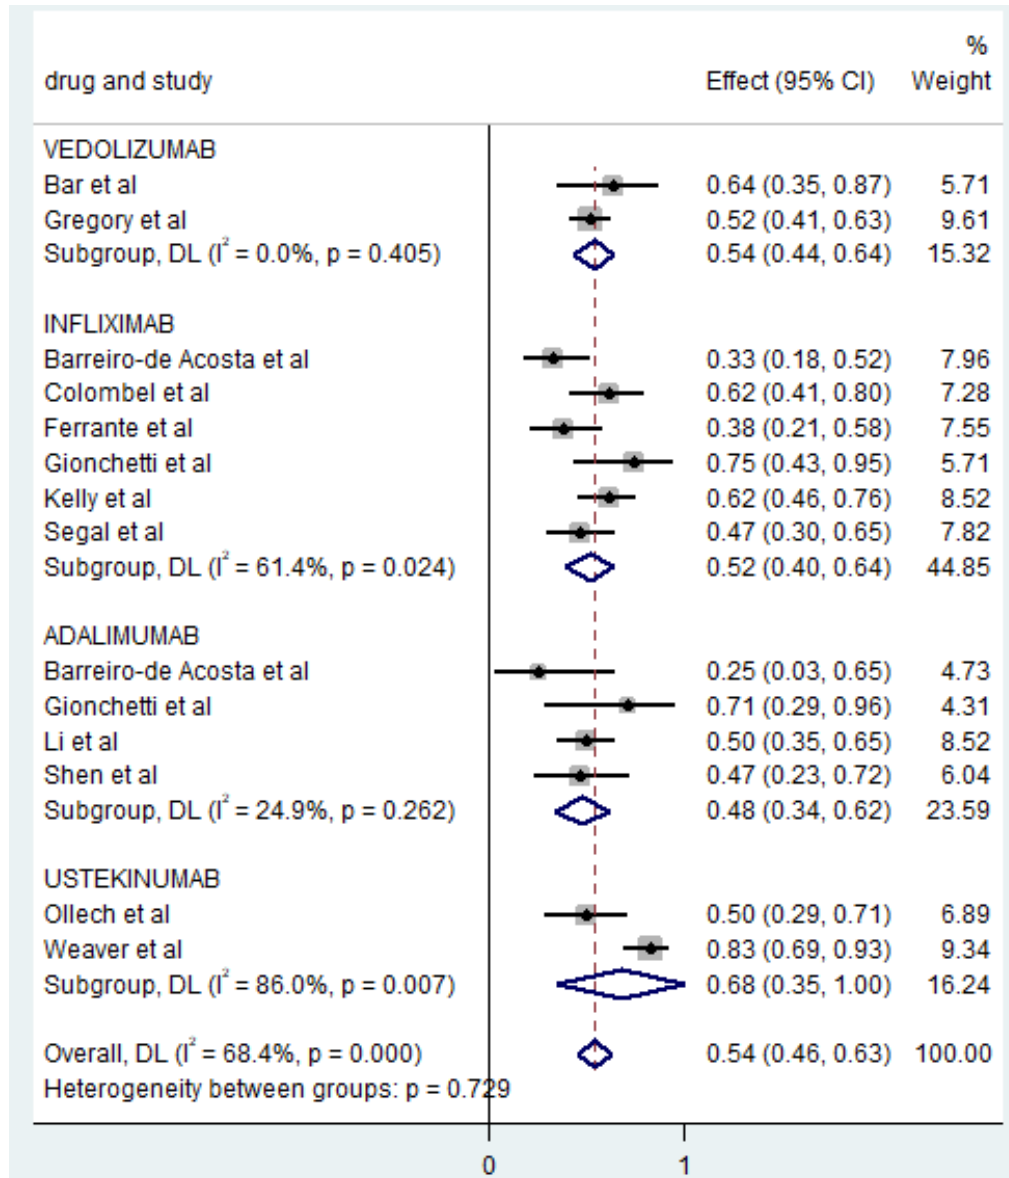 %
drug and study Effect (95% CI) Weight
VEDOLIZUMAB
Bar et al 0.64 (0.35, 0.87) 5.71
Gregory et al 0.52 (0.41, 0.63) 9.61
Subgroup, DL (I² = 0.0%, p = 0.405) 0.54 (0.44, 0.64) 15.32
INFLIXIMAB
Barreiro-de Acosta et al 0.33 (0.18, 0.52) 7.96
Colombel et al 0.62 (0.41, 0.80) 7.28
Ferrante et al 0.38 (0.21, 0.58) 7.55
Gionchetti et al 0.75 (0.43, 0.95) 5.71
Kelly et al 0.62 (0.46, 0.76) 8.52
Segal et al 0.47 (0.30, 0.65) 7.82
Subgroup, DL (I² = 61.4%, p = 0.024) 0.52 (0.40, 0.64) 44.85
ADALIMUMAB
Barreiro-de Acosta et al 0.25 (0.03, 0.65) 4.73
Gionchetti et al 0.71 (0.29, 0.96) 4.31
Li et al 0.50 (0.35, 0.65) 8.52
Shen et al 0.47 (0.23, 0.72) 6.04
Subgroup, DL (I² = 24.9%, p = 0.262) 0.48 (0.34, 0.62) 23.59
USTEKINUMAB
Ollech et al 0.50 (0.29, 0.71) 6.89
Weaver et al 0.83 (0.69, 0.93) 9.34
Subgroup, DL (I² = 86.0%, p = 0.007) 0.68 (0.35, 1.00) 16.24
Overall, DL (I² = 68.4%, p = 0.000) 0.54 (0.46, 0.63) 100.00
Heterogeneity between groups: p = 0.729
0 1